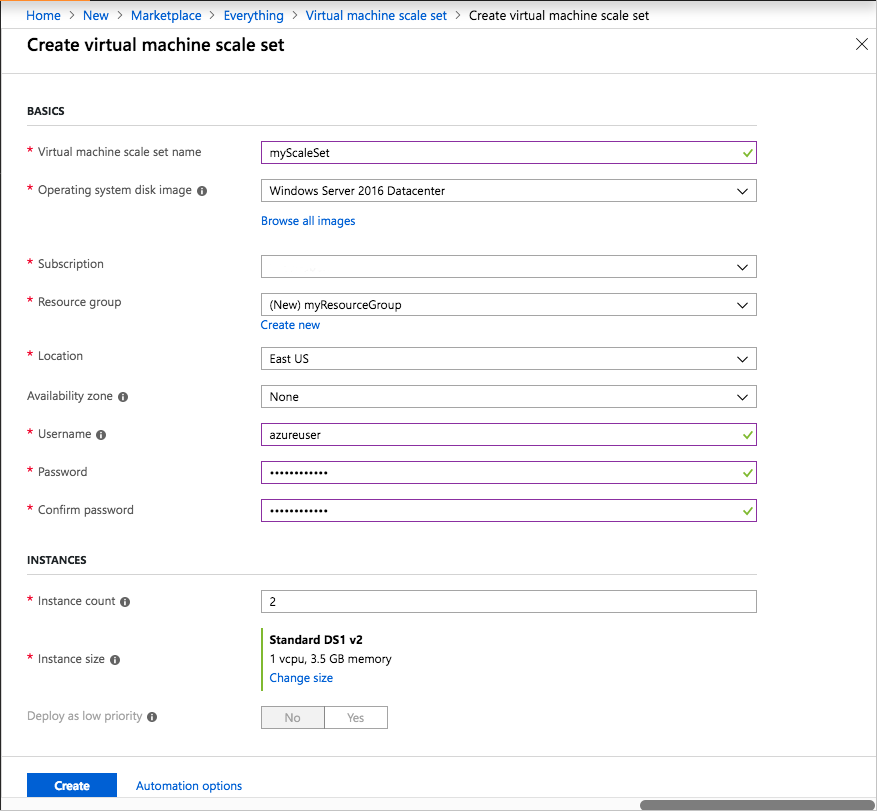 Home > New > Marketplace > Everything > Virtual machine scale set > Create virtual machine scale set
Create virtual machine scale set
BASICS
* Virtual machine scale set name myScaleSet
* Operating system disk image Windows Server 2016 Datacenter
Browse all images
* Subscription
* Resource group (New) myResourceGroup
Create new
* Location East US
Availability zone None
* Username azureuser
* Password ••••••••••••
* Confirm password ••••••••••••
INSTANCES
* Instance count 2
Standard DS1 v2
* Instance size 1 vcpu, 3.5 GB memory
Change size
Deploy as low priority No Yes
Create Automation options